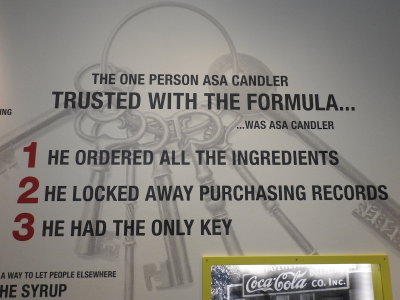 THE ONE PERSON ASA CANDLER
TRUSTED WITH THE FORMULA...
...WAS ASA CANDLER
1 HE ORDERED ALL THE INGREDIENTS
2 HE LOCKED AWAY PURCHASING RECORDS
3 HE HAD THE ONLY KEY
ING
A WAY TO LET PEOPLE ELSEWHERE
HE SYRUP
Coca-Cola CO. INC.